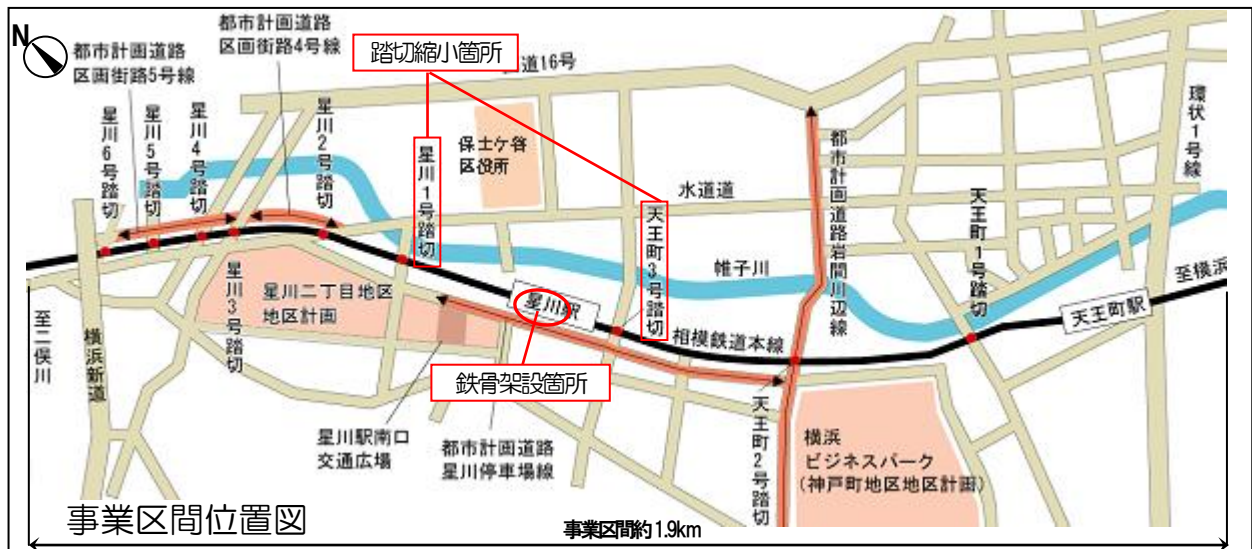 N
都市計画道路
区画街路5号線
都市計画道路
区画街路4号線
踏切縮小箇所
道16号
環状1号線
星川6号踏切
星川5号踏切
星川4号踏切
星川2号踏切
星川1号踏切
保土ケ谷
区役所
水道道
天王町3号踏切
都市計画道路岩間川辺線
天王町1号踏切
帷子川
至横浜
天王町駅
星川駅
相模鉄道本線
星川二丁目地区
地区計画
星川3号踏切
至二俣川
横浜新道
鉄骨架設箇所
星川駅南口
交通広場
都市計画道路
星川停車場線
天王町2号踏切
横浜
ビジネスパーク
(神戸町地区地区計画)
事業区間位置図
事業区間約1.9km